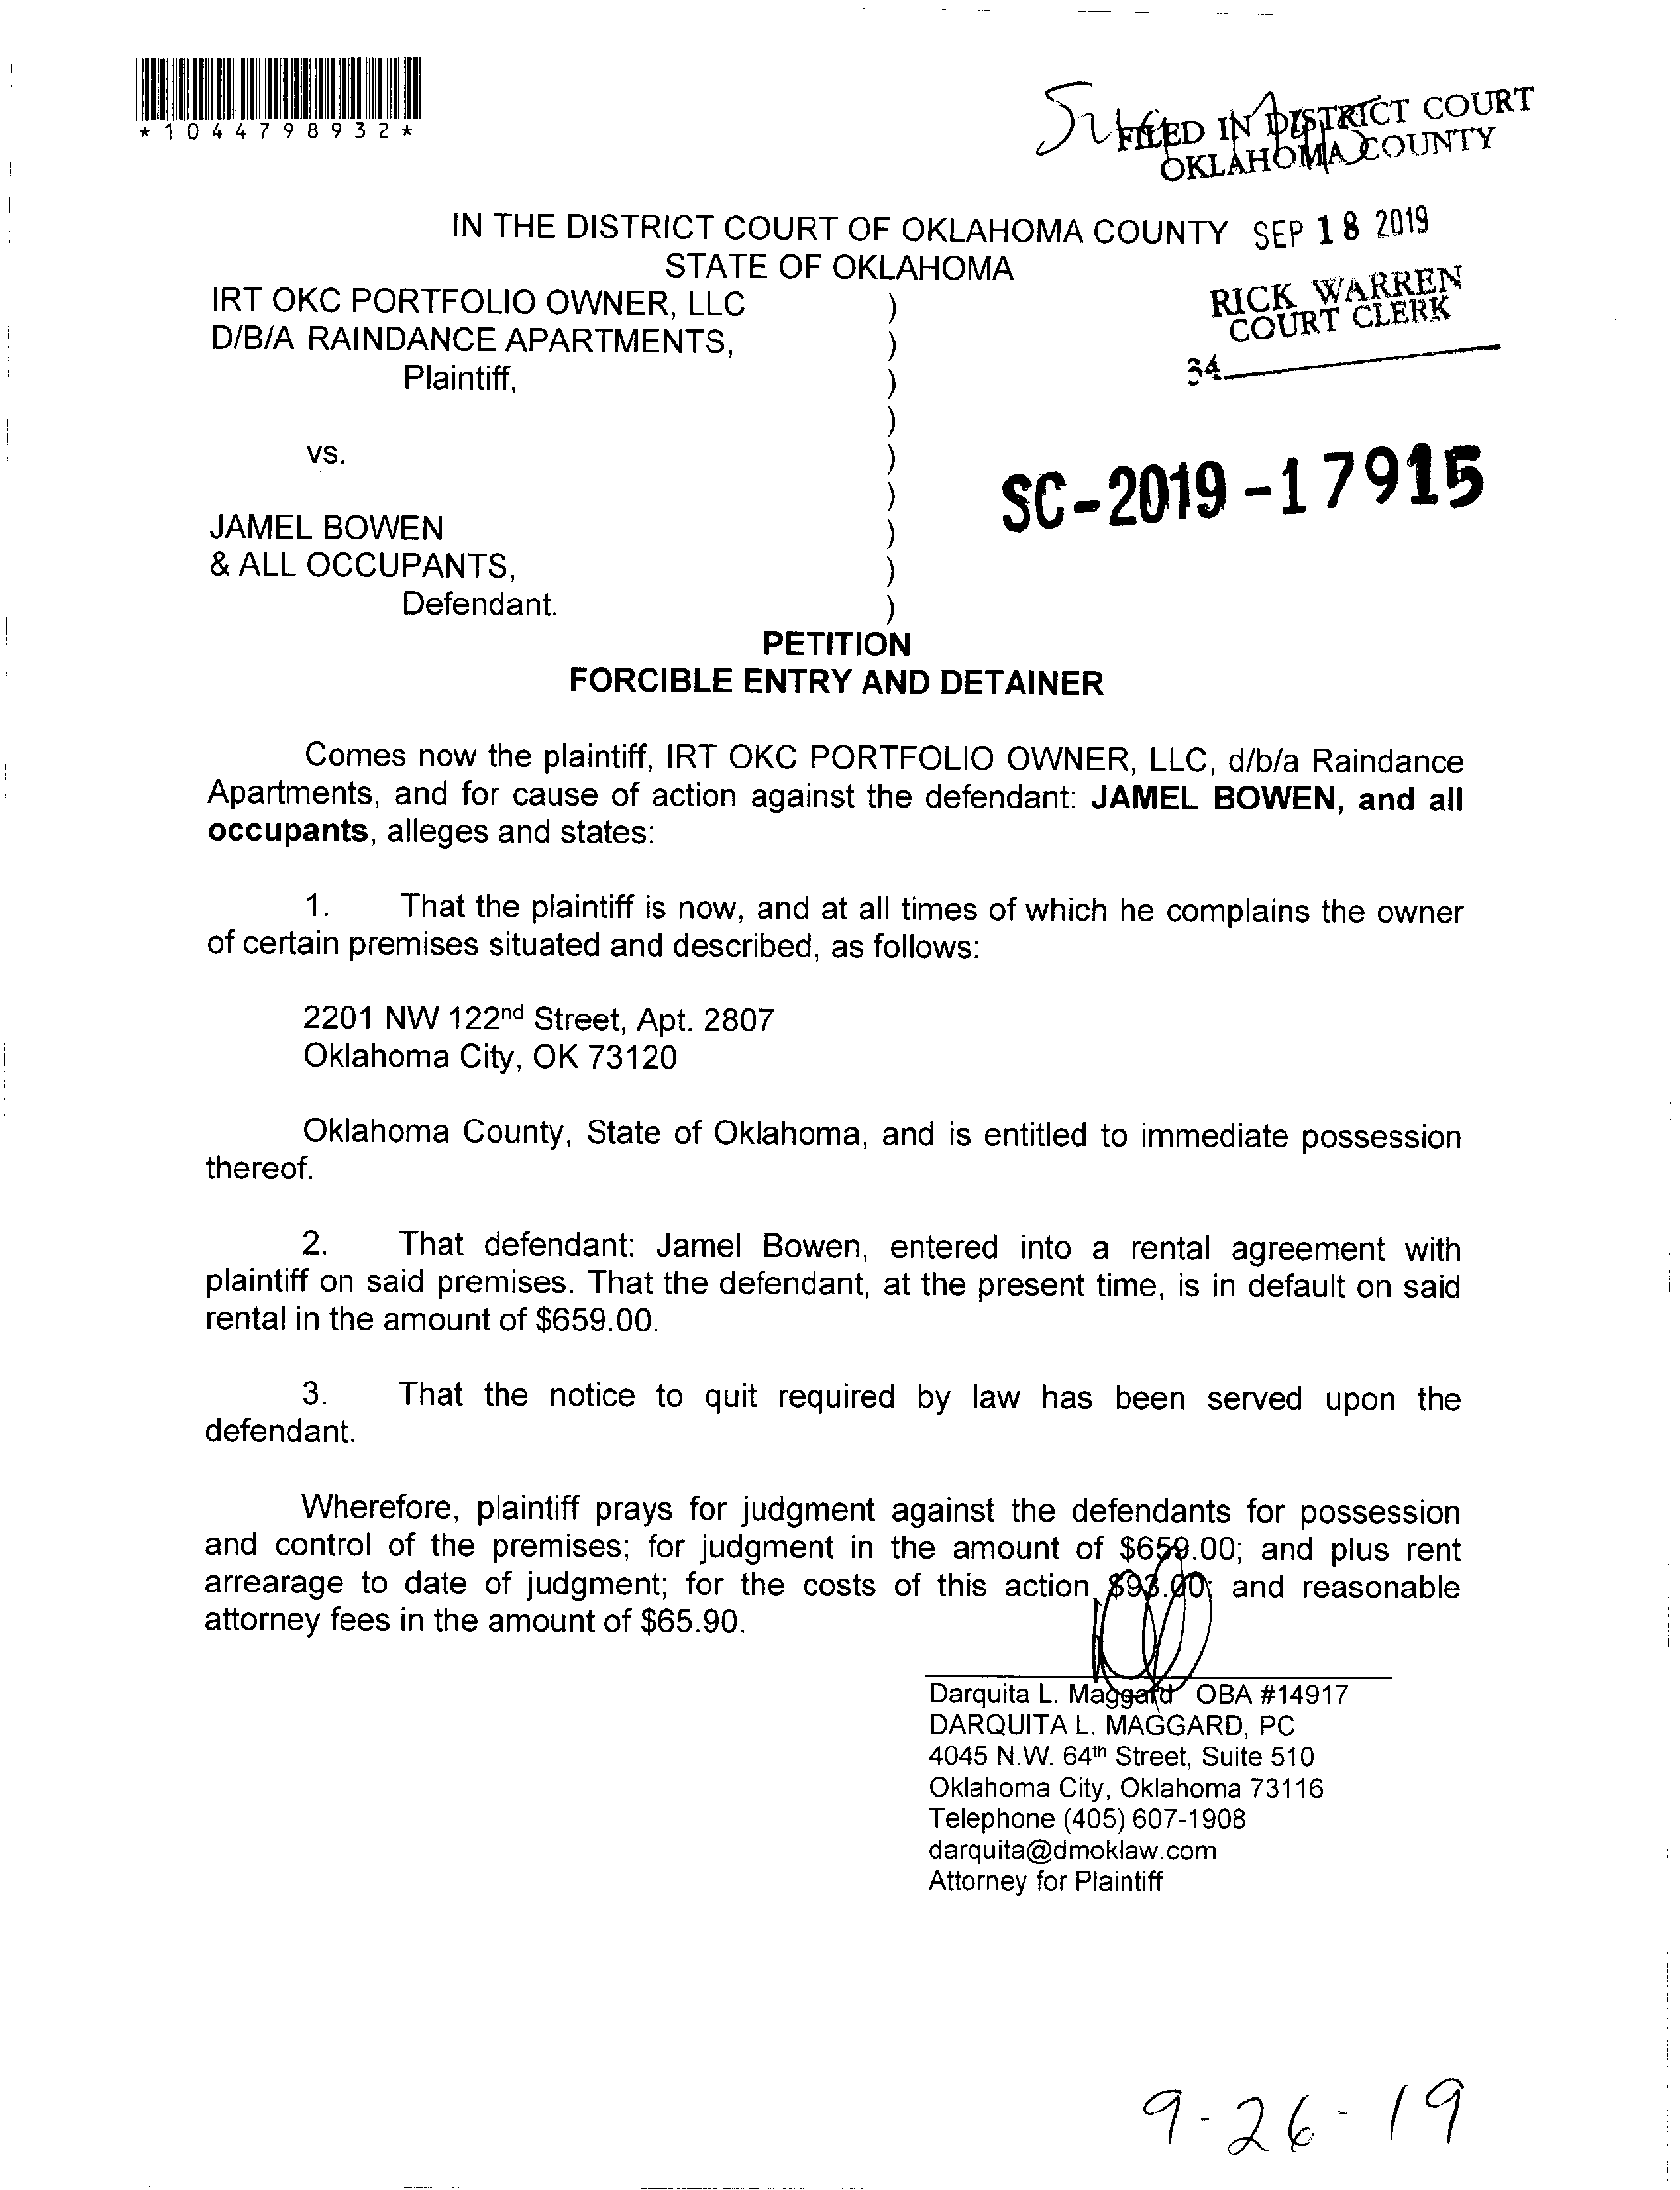 *1044798932*
FILED IN DISTRICT COURT
OKLAHOMA COUNTY
IN THE DISTRICT COURT OF OKLAHOMA COUNTY SEP 18 2019
STATE OF OKLAHOMA
RICK WARREN
COURT CLERK
34
IRT OKC PORTFOLIO OWNER, LLC )
D/B/A RAINDANCE APARTMENTS, )
Plaintiff, )
)
vs. )
)
SC-2019-17915
JAMEL BOWEN )
& ALL OCCUPANTS, )
Defendant. )
PETITION
FORCIBLE ENTRY AND DETAINER
Comes now the plaintiff, IRT OKC PORTFOLIO OWNER, LLC, d/b/a Raindance
Apartments, and for cause of action against the defendant: JAMEL BOWEN, and all
occupants, alleges and states:
1. That the plaintiff is now, and at all times of which he complains the owner
of certain premises situated and described, as follows:
2201 NW 122nd Street, Apt. 2807
Oklahoma City, OK 73120
Oklahoma County, State of Oklahoma, and is entitled to immediate possession
thereof.
2. That defendant: Jamel Bowen, entered into a rental agreement with
plaintiff on said premises. That the defendant, at the present time, is in default on said
rental in the amount of $659.00.
3. That the notice to quit required by law has been served upon the
defendant.
Wherefore, plaintiff prays for judgment against the defendants for possession
and control of the premises; for judgment in the amount of $659.00; and plus rent
arrearage to date of judgment; for the costs of this action, $93.00; and reasonable
attorney fees in the amount of $65.90.
Darquita L. Maggard OBA #14917
DARQUITA L. MAGGARD, PC
4045 N.W. 64th Street, Suite 510
Oklahoma City, Oklahoma 73116
Telephone (405) 607-1908
darquita@dmoklaw.com
Attorney for Plaintiff
9-26-19